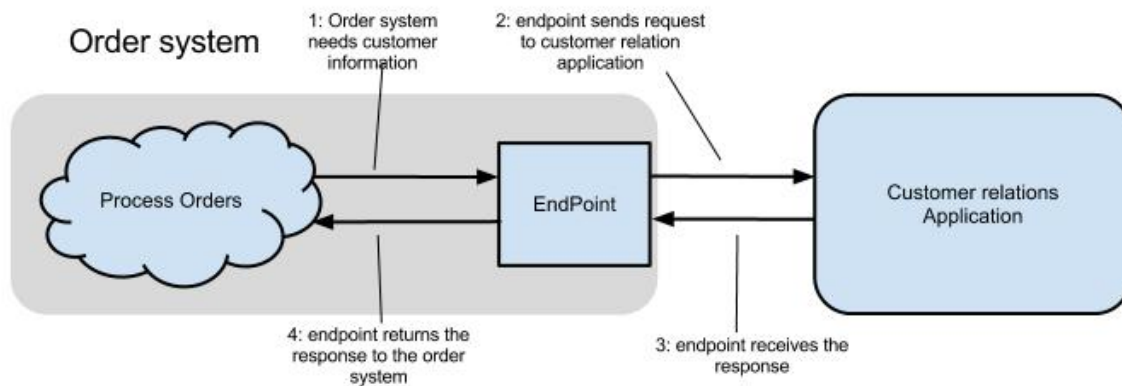 Order system
1: Order system
needs customer
information
2: endpoint sends request
to customer relation
application
Process Orders
EndPoint
Customer relations
Application
4: endpoint returns the
response to the order
system
3: endpoint receives the
response